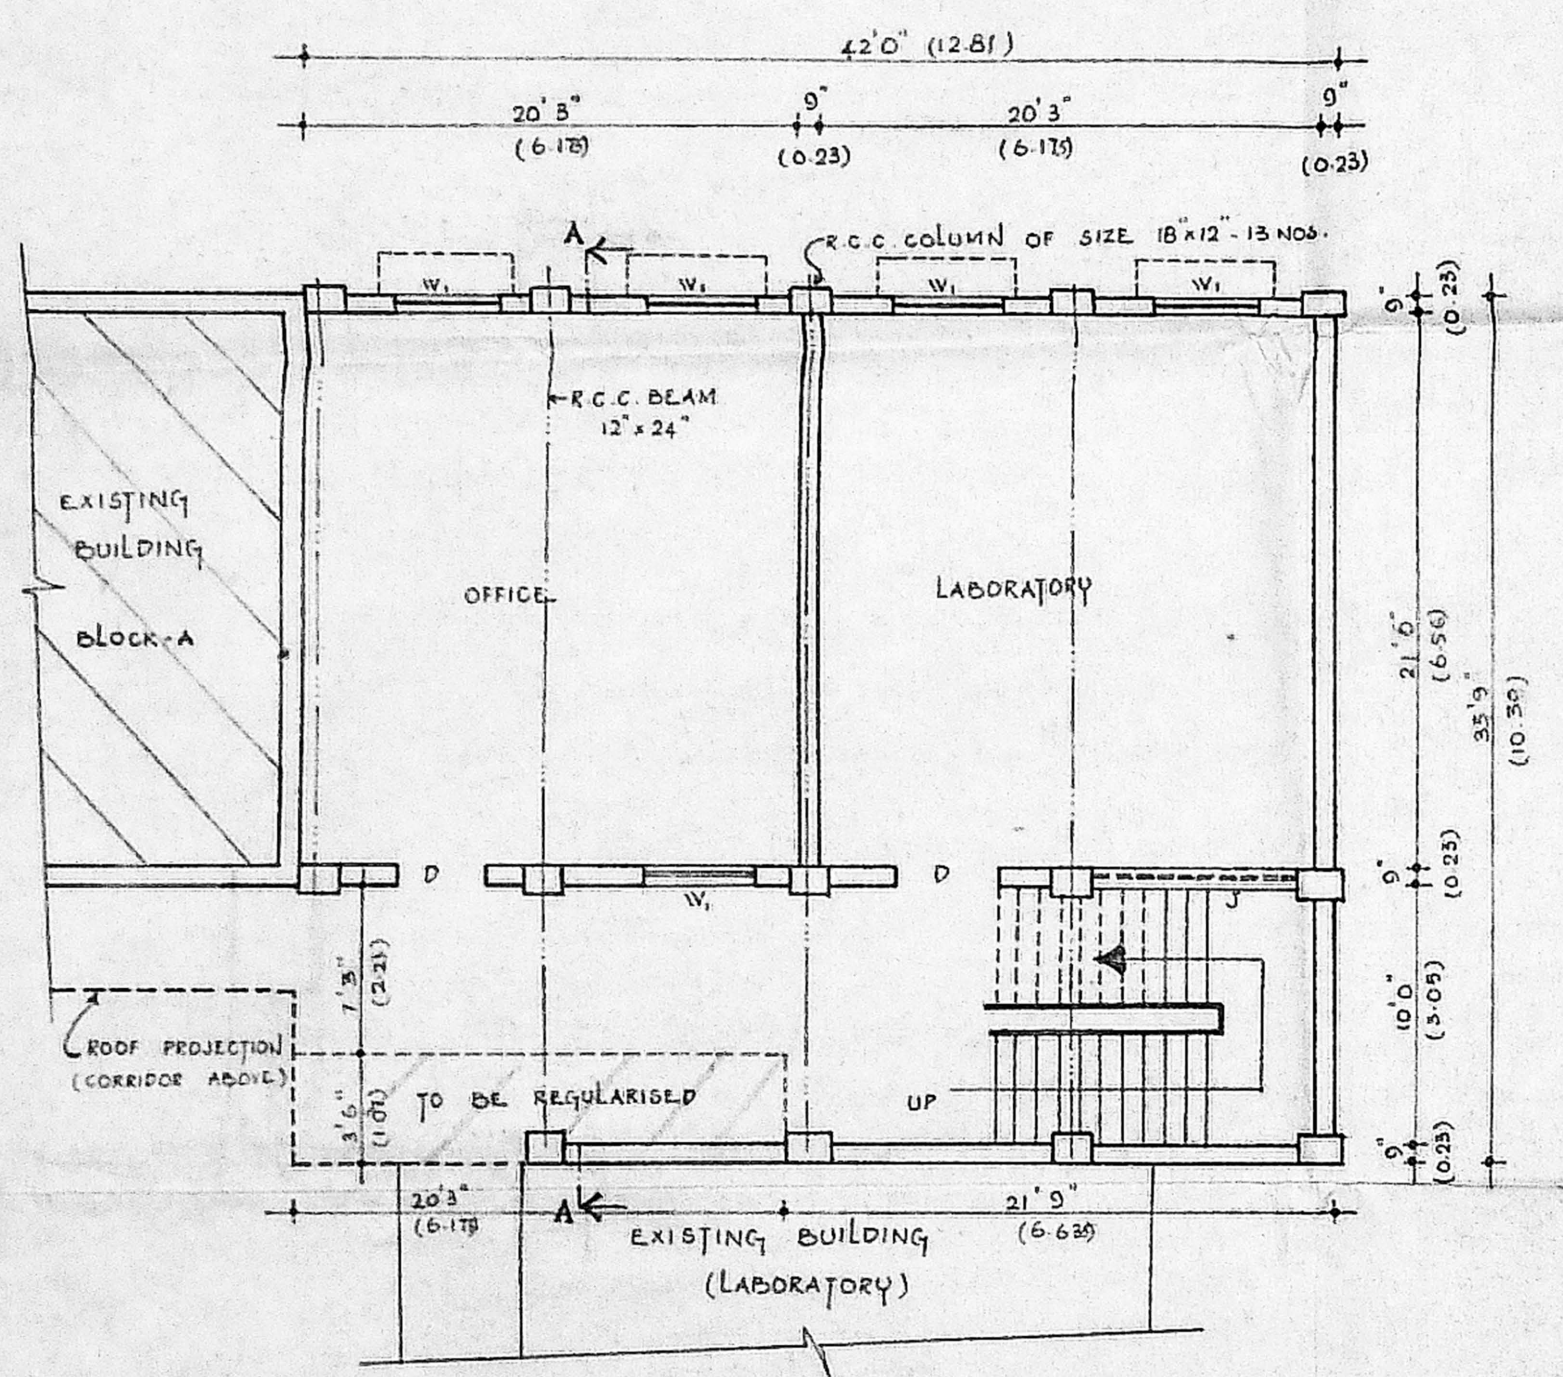 42'0" (12.81)
20'3" 9" 20'3" 9"
(6.175) (0.23) (6.175) (0.23)
A
R.C.C. COLUMN OF SIZE 18"x12" - 13 NOS.
W1 W1 W1 W1
9"
(0.23)
R.C.C. BEAM
12" x 24"
EXISTING
BUILDING
BLOCK-A
OFFICE
LABORATORY
21'6"
(6.56)
33'9"
(10.30)
D
W1
D
9"
(0.23)
7'3"
(2.21)
10'0"
(3.05)
ROOF PROJECTION
(CORRIDOR ABOVE)
3'6"
(1.07)
TO BE REGULARISED
UP
9"
(0.23)
20'3"
(6.175)
A
21'9"
(6.635)
EXISTING BUILDING
(LABORATORY)